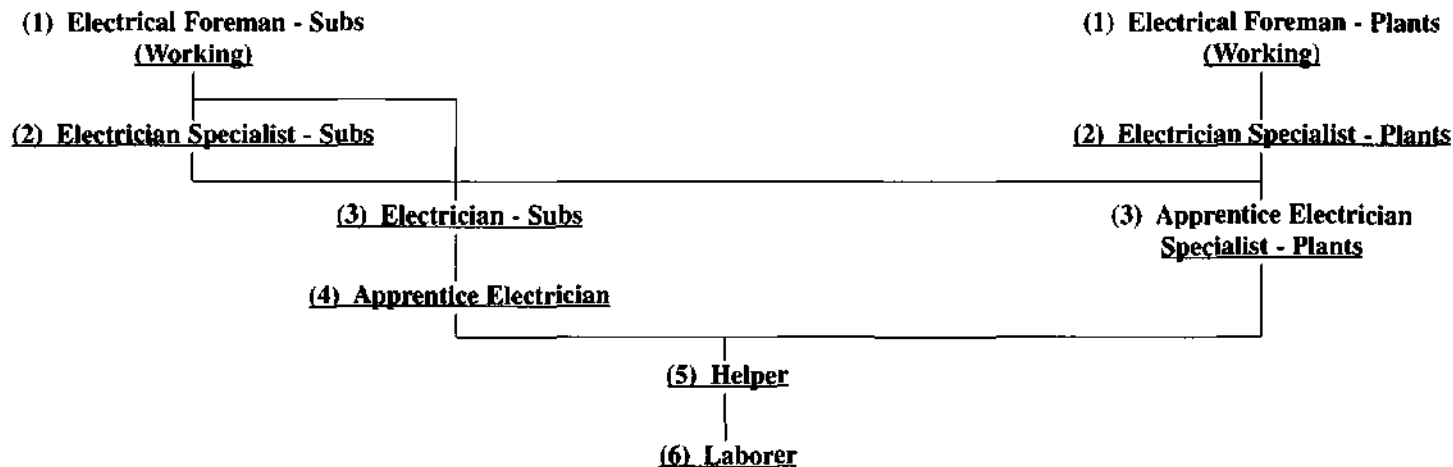 (1) Electrical Foreman - Subs
(Working)
(1) Electrical Foreman - Plants
(Working)
(2) Electrician Specialist - Subs
(2) Electrician Specialist - Plants
(3) Electrician - Subs
(3) Apprentice Electrician
Specialist - Plants
(4) Apprentice Electrician
(5) Helper
(6) Laborer